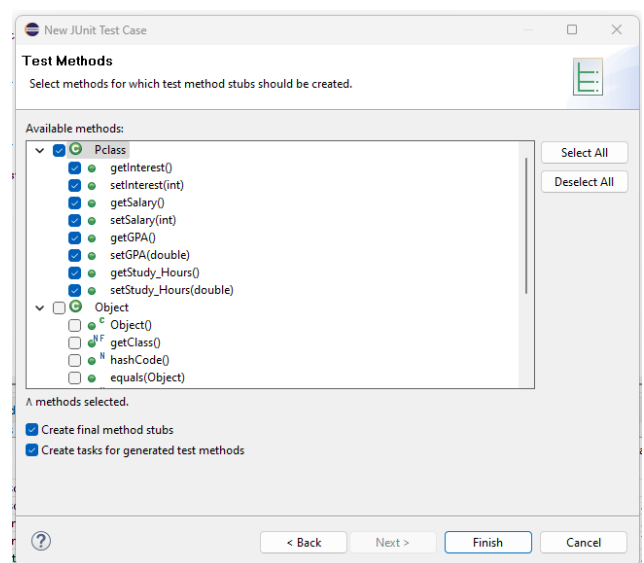 New JUnit Test Case
Test Methods
Select methods for which test method stubs should be created.
Available methods:
Pclass
getInterest()
setInterest(int)
getSalary()
setSalary(int)
getGPA()
setGPA(double)
getStudy_Hours()
setStudy_Hours(double)
Object
C Object()
NF getClass()
N hashCode()
equals(Object)
Select All
Deselect All
٨ methods selected.
Create final method stubs
Create tasks for generated test methods
?
< Back
Next >
Finish
Cancel